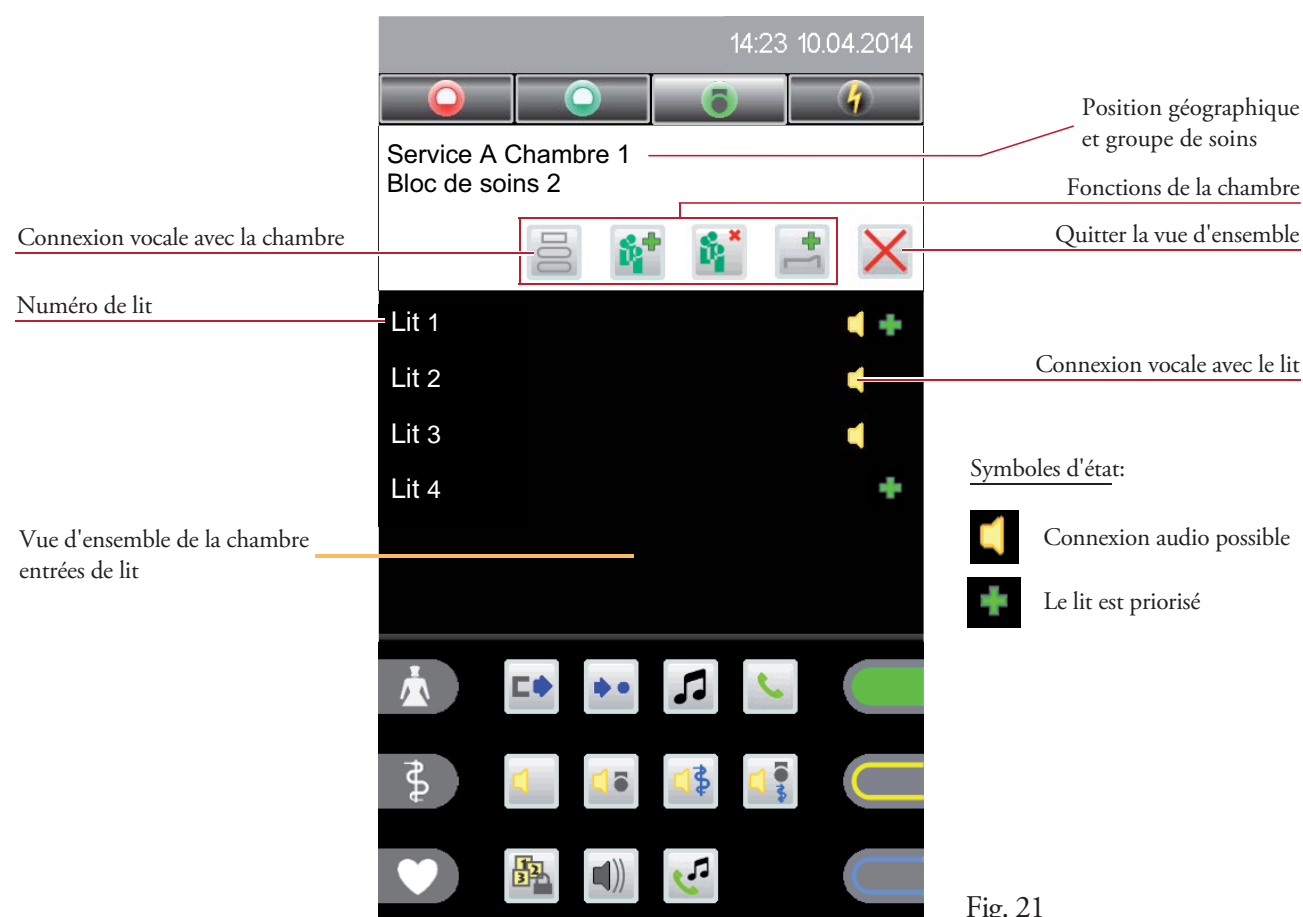 14:23 10.04.2014
Position géographique
et groupe de soins
Service A Chambre 1
Bloc de soins 2
Fonctions de la chambre
Connexion vocale avec la chambre
Quitter la vue d'ensemble
Numéro de lit
Lit 1
Lit 2
Connexion vocale avec le lit
Lit 3
Lit 4
Symboles d'état:
Connexion audio possible
Le lit est priorisé
Vue d'ensemble de la chambre
entrées de lit
1
2
3
Fig. 21